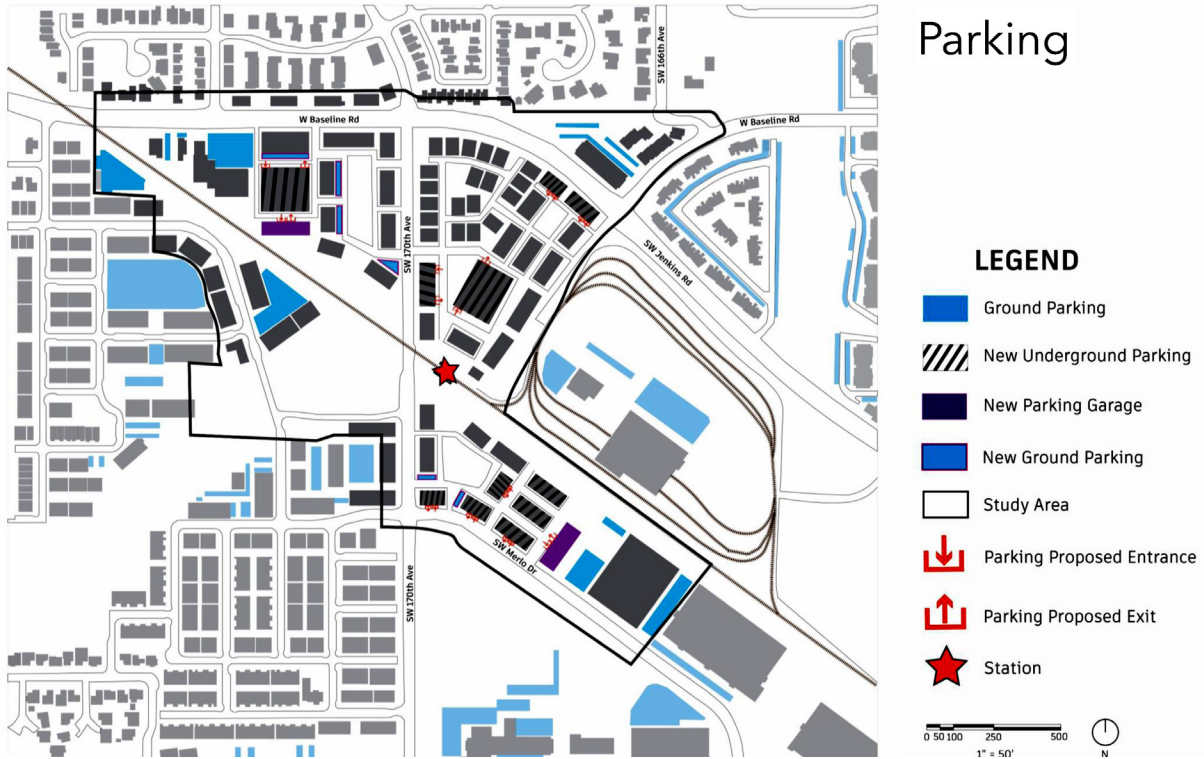 Parking
SW 166th Ave
W Baseline Rd
W Baseline Rd
SW 170th Ave
SW Jenkins Rd
SW Merlo Dr
SW 170th Ave
LEGEND
Ground Parking
New Underground Parking
New Parking Garage
New Ground Parking
Study Area
Parking Proposed Entrance
Parking Proposed Exit
Station
0 50 100 250 500
1" = 50'
N